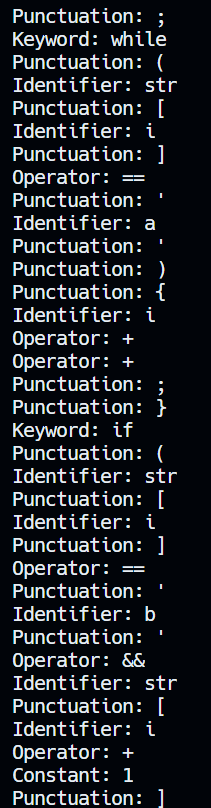 Punctuation: ;
Keyword: while
Punctuation: (
Identifier: str
Punctuation: [
Identifier: i
Punctuation: ]
Operator: ==
Punctuation: '
Identifier: a
Punctuation: '
Punctuation: )
Punctuation: {
Identifier: i
Operator: +
Operator: +
Punctuation: ;
Punctuation: }
Keyword: if
Punctuation: (
Identifier: str
Punctuation: [
Identifier: i
Punctuation: ]
Operator: ==
Punctuation: '
Identifier: b
Punctuation: '
Operator: &&
Identifier: str
Punctuation: [
Identifier: i
Operator: +
Constant: 1
Punctuation: ]